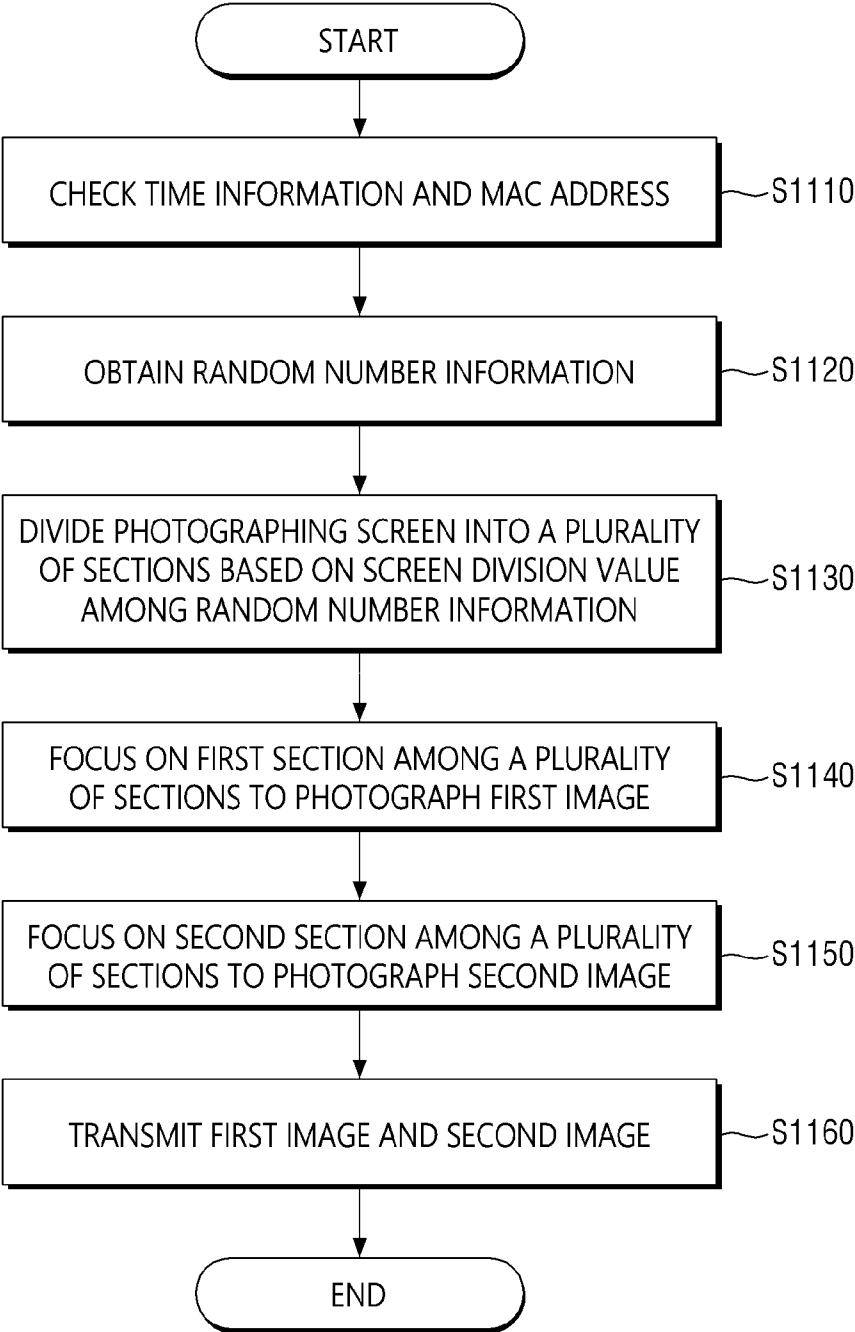 START
CHECK TIME INFORMATION AND MAC ADDRESS
S1110
OBTAIN RANDOM NUMBER INFORMATION
S1120
DIVIDE PHOTOGRAPHING SCREEN INTO A PLURALITY
OF SECTIONS BASED ON SCREEN DIVISION VALUE
AMONG RANDOM NUMBER INFORMATION
S1130
FOCUS ON FIRST SECTION AMONG A PLURALITY
OF SECTIONS TO PHOTOGRAPH FIRST IMAGE
S1140
FOCUS ON SECOND SECTION AMONG A PLURALITY
OF SECTIONS TO PHOTOGRAPH SECOND IMAGE
S1150
TRANSMIT FIRST IMAGE AND SECOND IMAGE
S1160
END